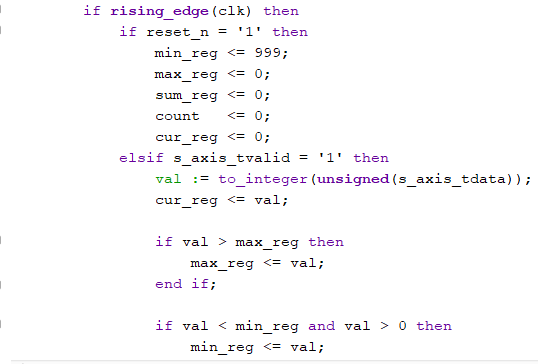 if rising_edge(clk) then
if reset_n = '1' then
min_reg <= 999;
max_reg <= 0;
sum_reg <= 0;
count   <= 0;
cur_reg <= 0;
elsif s_axis_tvalid = '1' then
val := to_integer(unsigned(s_axis_tdata));
cur_reg <= val;
if val > max_reg then
max_reg <= val;
end if;
if val < min_reg and val > 0 then
min_reg <= val;